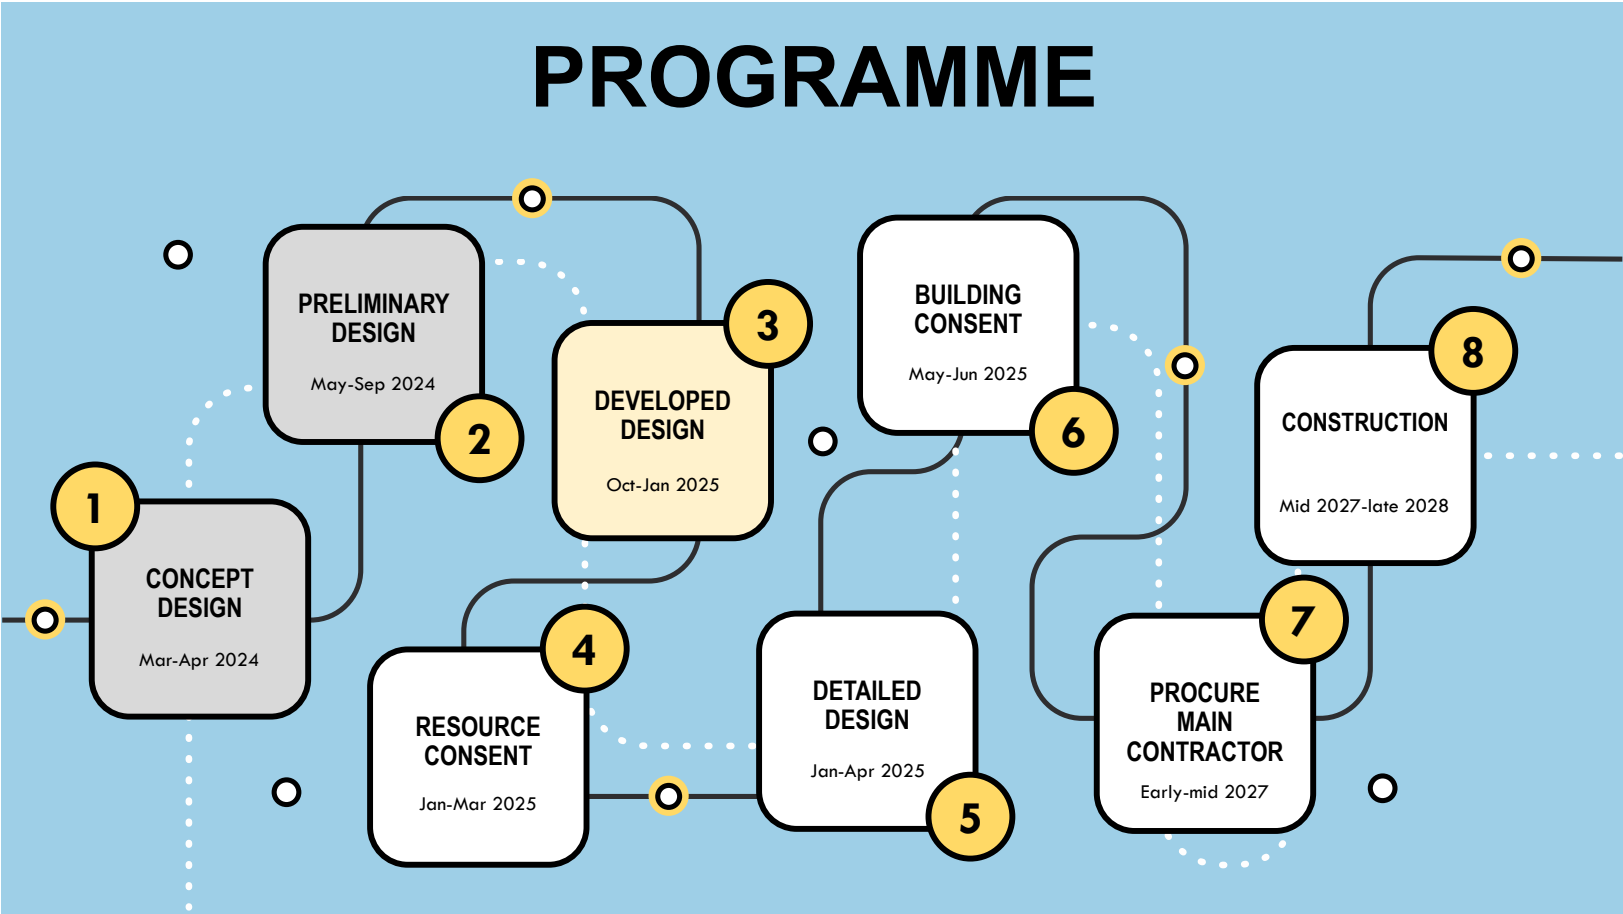 PROGRAMME
1
CONCEPT
DESIGN
Mar-Apr 2024
2
PRELIMINARY
DESIGN
May-Sep 2024
3
DEVELOPED
DESIGN
Oct-Jan 2025
4
RESOURCE
CONSENT
Jan-Mar 2025
5
DETAILED
DESIGN
Jan-Apr 2025
6
BUILDING
CONSENT
May-Jun 2025
7
PROCURE
MAIN
CONTRACTOR
Early-mid 2027
8
CONSTRUCTION
Mid 2027-late 2028